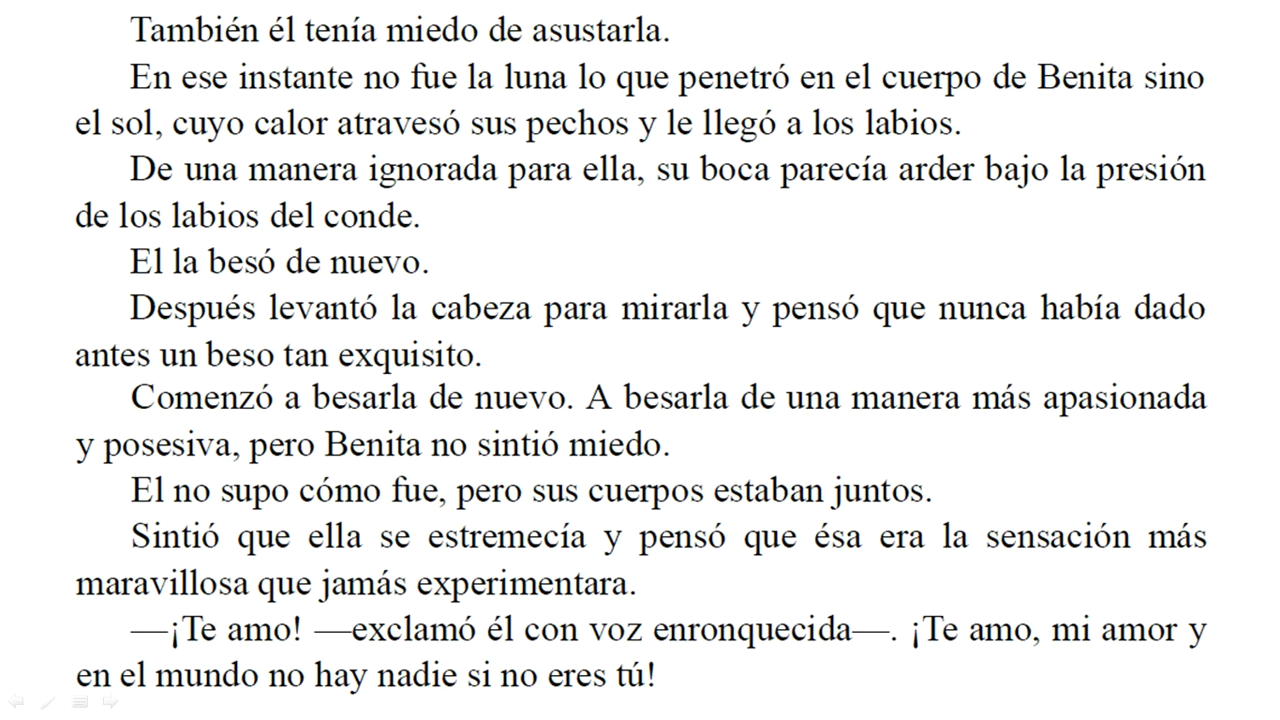 También él tenía miedo de asustarla.
En ese instante no fue la luna lo que penetró en el cuerpo de Benita sino
el sol, cuyo calor atravesó sus pechos y le llegó a los labios.
De una manera ignorada para ella, su boca parecía arder bajo la presión
de los labios del conde.
El la besó de nuevo.
Después levantó la cabeza para mirarla y pensó que nunca había dado
antes un beso tan exquisito.
Comenzó a besarla de nuevo. A besarla de una manera más apasionada
y posesiva, pero Benita no sintió miedo.
El no supo cómo fue, pero sus cuerpos estaban juntos.
Sintió que ella se estremecía y pensó que ésa era la sensación más
maravillosa que jamás experimentara.
—¡Te amo! —exclamó él con voz enronquecida—. ¡Te amo, mi amor y
en el mundo no hay nadie si no eres tú!